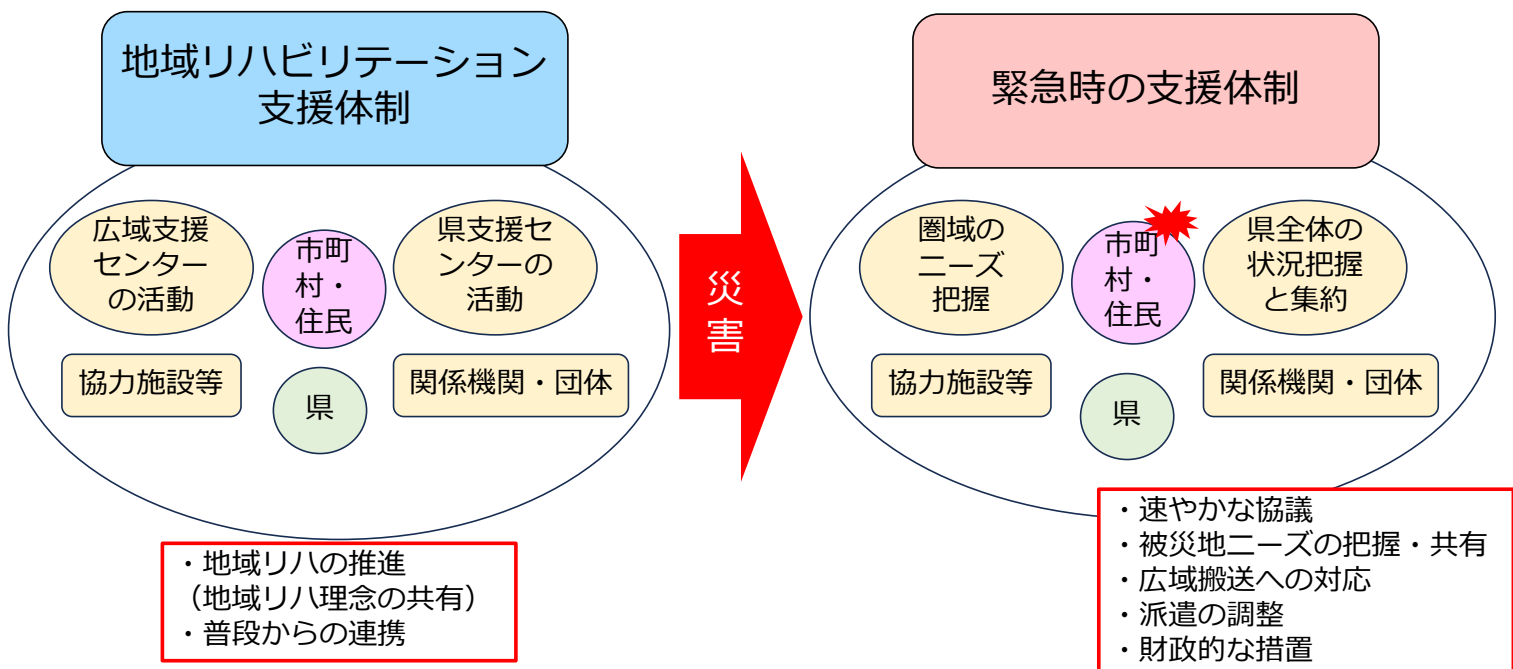 地域リハビリテーション
支援体制
広域支援
センター
の活動
市町
村・
住民
県支援セ
ンターの
活動
協力施設等
県
関係機関・団体
・地域リハの推進
（地域リハ理念の共有）
・普段からの連携
災
害
緊急時の支援体制
圏域の
ニーズ
把握
市町
村・
住民
県全体の
状況把握
と集約
協力施設等
県
関係機関・団体
・速やかな協議
・被災地ニーズの把握・共有
・広域搬送への対応
・派遣の調整
・財政的な措置